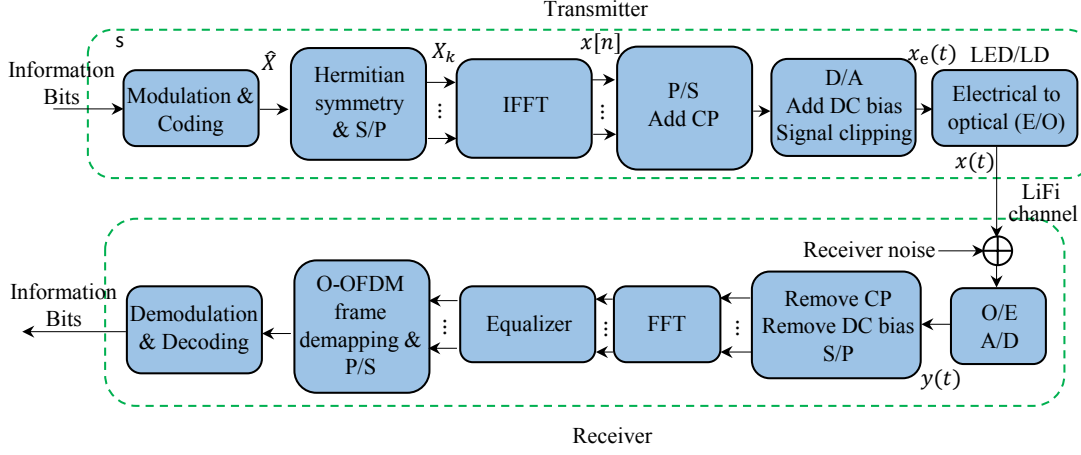 Transmitter
s
Information
Bits
Modulation &
Coding
X̂
Hermitian
symmetry
& S/P
X_k
⋮
⋮
IFFT
x[n]
⋮
⋮
P/S
Add CP
D/A
Add DC bias
Signal clipping
x_e(t)
LED/LD
Electrical to
optical (E/O)
x(t)
LiFi
channel
Receiver noise
O/E
A/D
y(t)
Remove CP
Remove DC bias
S/P
⋮
FFT
⋮
Equalizer
⋮
O-OFDM
frame
demapping &
P/S
Demodulation
& Decoding
Information
Bits
Receiver